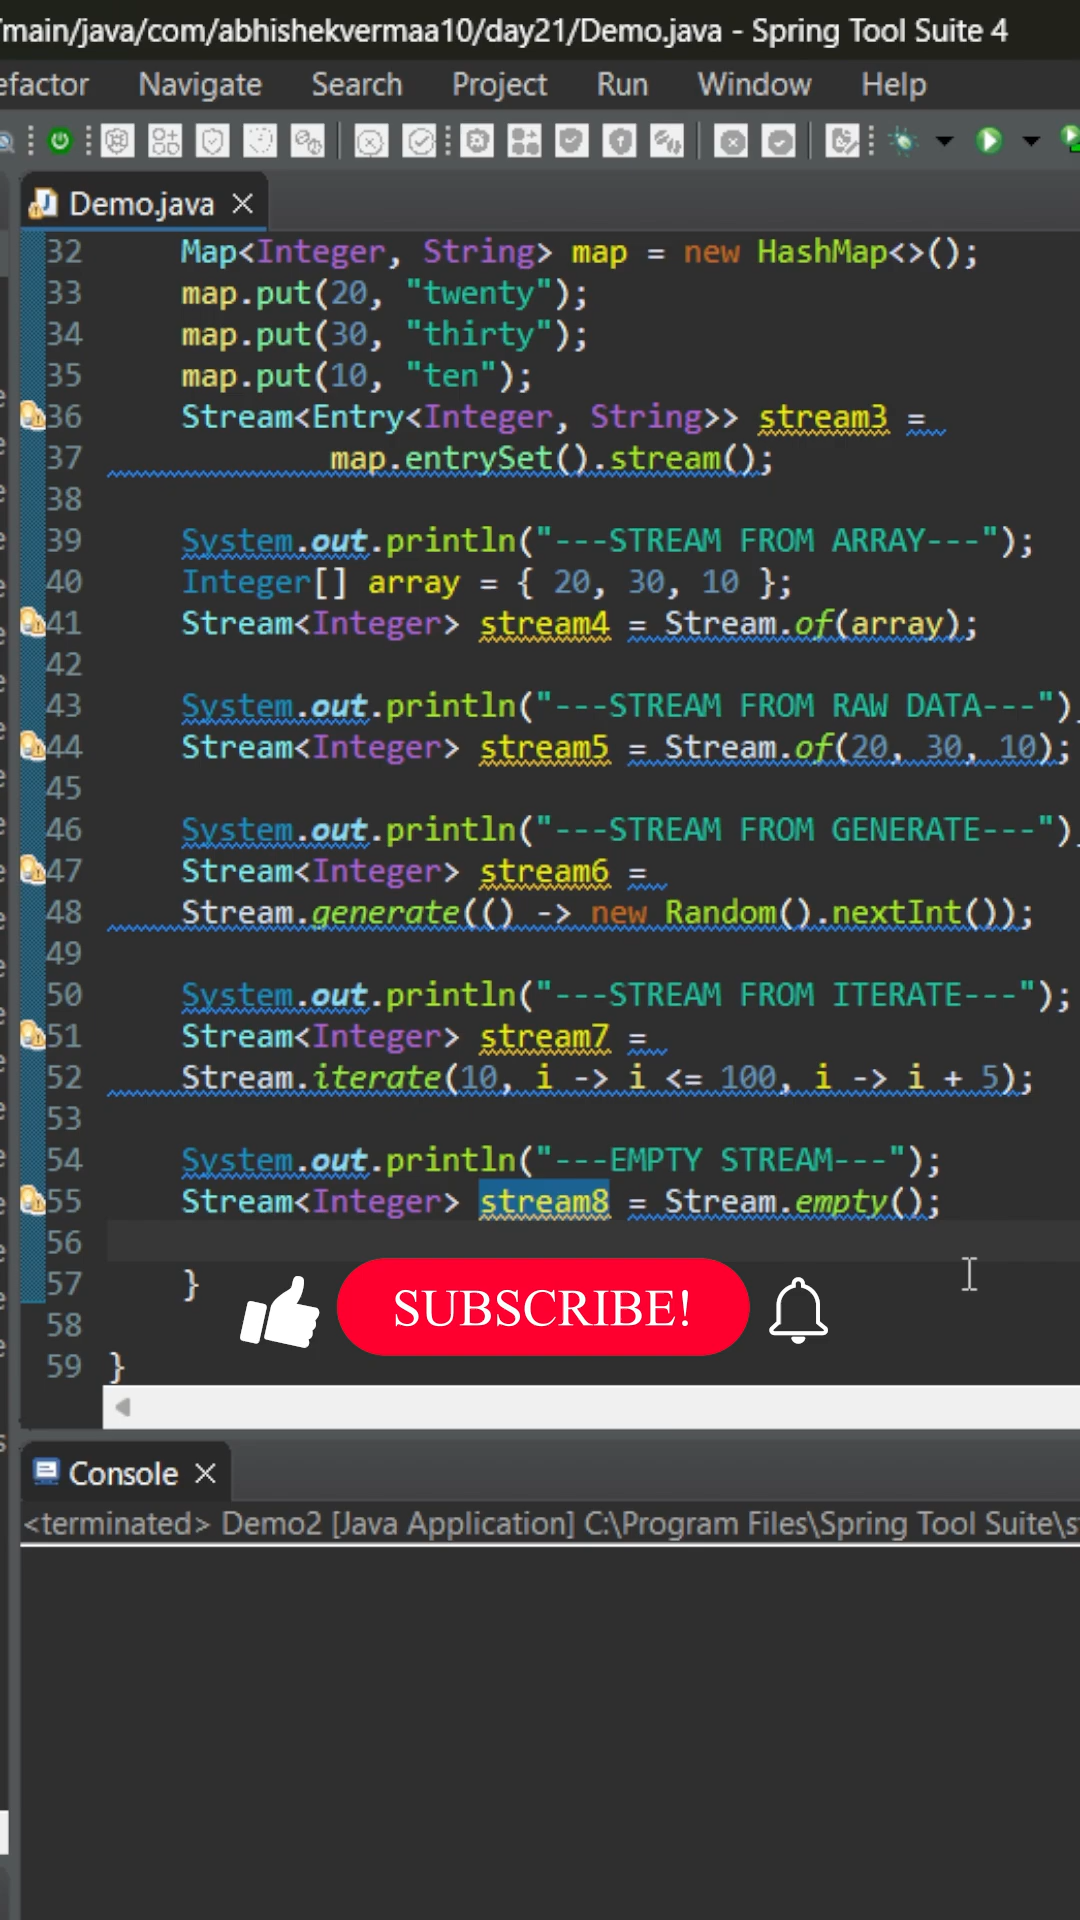 /main/java/com/abhishekvermaa10/day21/Demo.java - Spring Tool Suite 4
efactor Navigate Search Project Run Window Help
Demo.java
32 Map<Integer, String> map = new HashMap<>();
33 map.put(20, "twenty");
34 map.put(30, "thirty");
35 map.put(10, "ten");
36 Stream<Entry<Integer, String>> stream3 =
37 map.entrySet().stream();
38
39 System.out.println("---STREAM FROM ARRAY---");
40 Integer[] array = { 20, 30, 10 };
41 Stream<Integer> stream4 = Stream.of(array);
42
43 System.out.println("---STREAM FROM RAW DATA---")
44 Stream<Integer> stream5 = Stream.of(20, 30, 10);
45
46 System.out.println("---STREAM FROM GENERATE---")
47 Stream<Integer> stream6 =
48 Stream.generate(() -> new Random().nextInt());
49
50 System.out.println("---STREAM FROM ITERATE---");
51 Stream<Integer> stream7 =
52 Stream.iterate(10, i -> i <= 100, i -> i + 5);
53
54 System.out.println("---EMPTY STREAM---");
55 Stream<Integer> stream8 = Stream.empty();
56
57 }
SUBSCRIBE!
58
59 }
Console
<terminated> Demo2 [Java Application] C:\Program Files\Spring Tool Suite\s